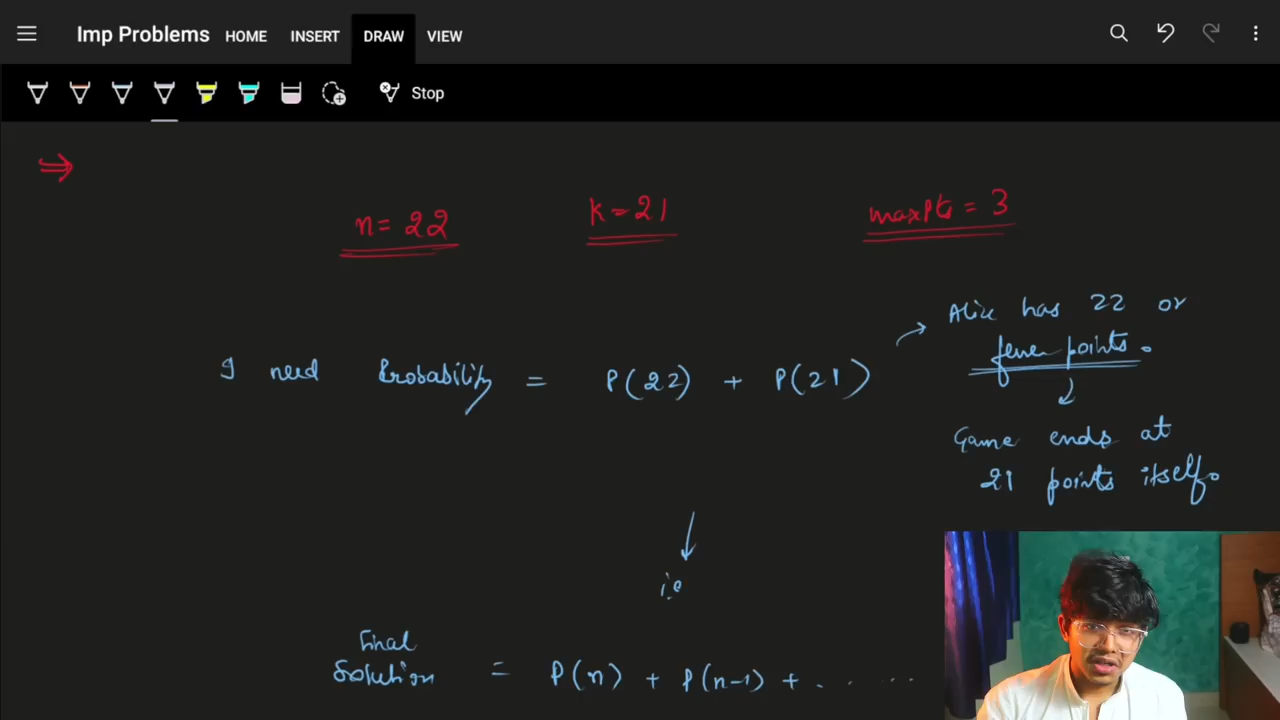 Imp Problems HOME INSERT DRAW VIEW
Stop
⇒
n = 22 k = 21 maxPts = 3
Alice has 22 or
fewer points.
I need Probability = P(22) + P(21)
Game ends at
21 points itself.
i.e
Final
Solution = P(n) + P(n-1) + . . . . .